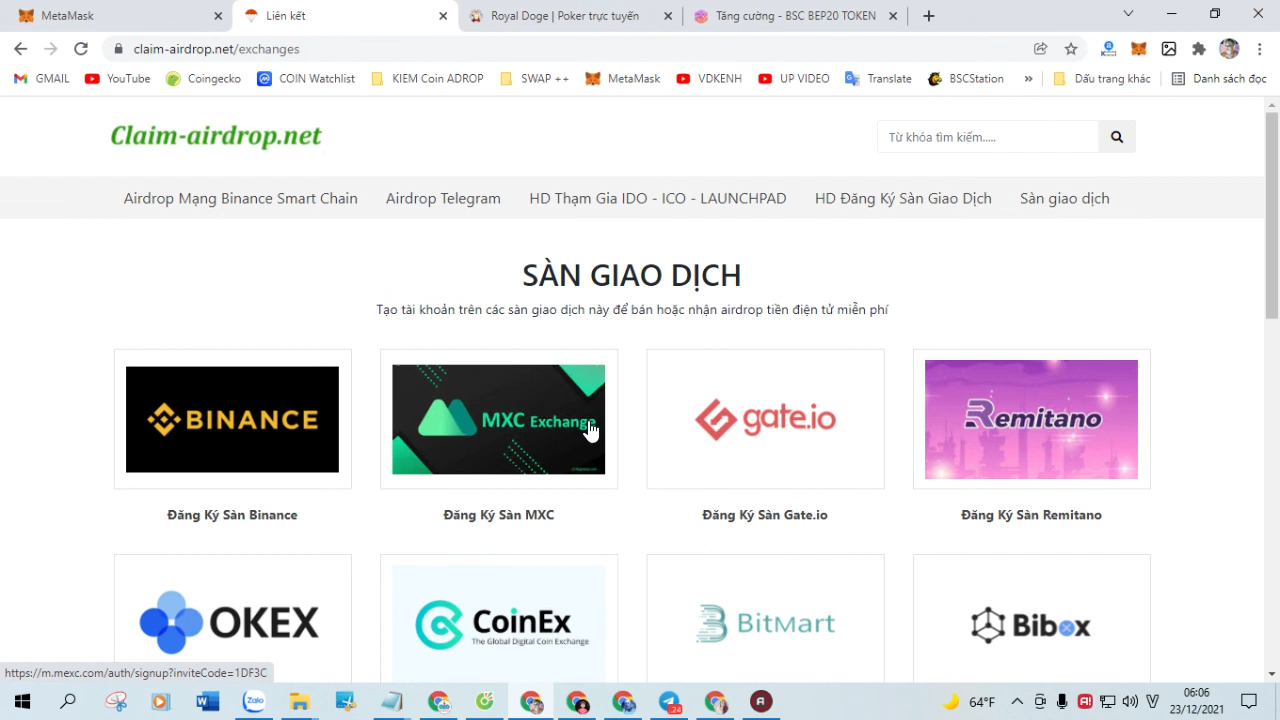 MetaMask
Liên kết
Royal Doge | Poker trực tuyến
Tăng cường - BSC BEP20 TOKEN
claim-airdrop.net/exchanges
GMAIL
YouTube
Coingecko
COIN Watchlist
KIEM Coin ADROP
SWAP ++
MetaMask
VDKENH
UP VIDEO
Translate
BSCStation
»
Dấu trang khác
Danh sách đọc
Claim-airdrop.net
Từ khóa tìm kiếm.....
Airdrop Mạng Binance Smart Chain
Airdrop Telegram
HD Thạm Gia IDO - ICO - LAUNCHPAD
HD Đăng Ký Sàn Giao Dịch
Sàn giao dịch
SÀN GIAO DỊCH
Tạo tài khoản trên các sàn giao dịch này để bán hoặc nhận airdrop tiền điện tử miễn phí
BINANCE
MXC Exchange
gate.io
Remitano
Đăng Ký Sàn Binance
Đăng Ký Sàn MXC
Đăng Ký Sàn Gate.io
Đăng Ký Sàn Remitano
OKEX
CoinEx
The Global Digital Coin Exchange
BitMart
Bibox
https://m.mexc.com/auth/signup?inviteCode=1DF3C
Zalo
24
64°F
06:06
23/12/2021